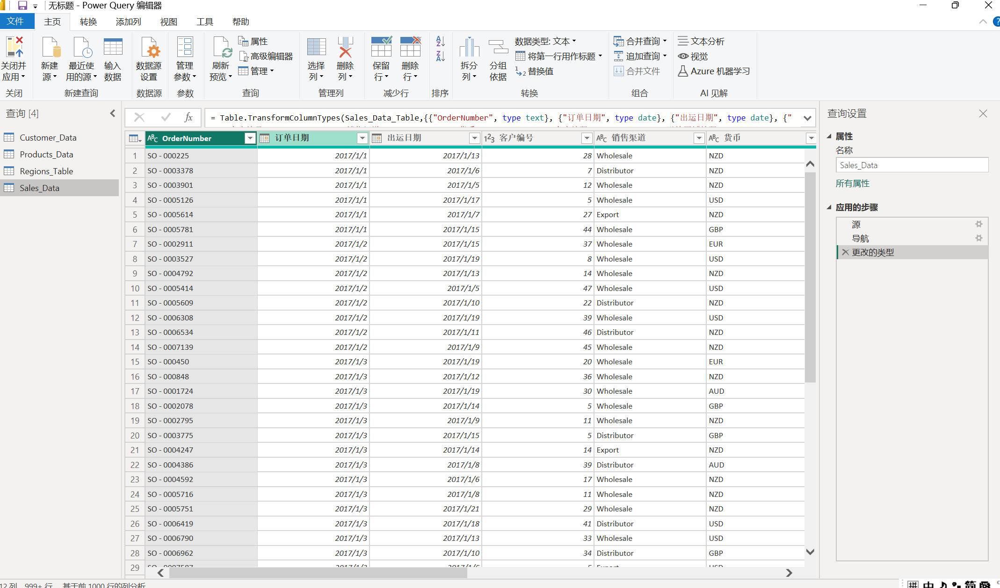 无标题 - Power Query 编辑器
文件 主页 转换 添加列 视图 工具 帮助
关闭并应用 新建源 最近使用的源 输入数据 数据源设置 管理参数 刷新预览 属性 高级编辑器 管理 选择列 删除列 保留行 删除行 拆分列 分组依据 数据类型: 文本 将第一行用作标题 替换值 合并查询 追加查询 合并文件 文本分析 视觉 Azure 机器学习
关闭 新建查询 数据源 参数 查询 管理列 减少行 排序 转换 组合 AI 见解
查询 [4]
Customer_Data
Products_Data
Regions_Table
Sales_Data
= Table.TransformColumnTypes(Sales_Data_Table,{{"OrderNumber", type text}, {"订单日期", type date}, {"出运日期", type date}, {"
OrderNumber 订单日期 出运日期 客户编号 销售渠道 货币
1 SO - 000225 2017/1/1 2017/1/13 28 Wholesale NZD
2 SO - 0003378 2017/1/1 2017/1/6 7 Distributor NZD
3 SO - 0003901 2017/1/1 2017/1/5 12 Wholesale NZD
4 SO - 0005126 2017/1/1 2017/1/17 5 Wholesale USD
5 SO - 0005614 2017/1/1 2017/1/7 27 Export NZD
6 SO - 0005781 2017/1/1 2017/1/15 44 Wholesale GBP
7 SO - 0002911 2017/1/2 2017/1/15 37 Wholesale EUR
8 SO - 0003527 2017/1/2 2017/1/19 8 Wholesale USD
9 SO - 0004792 2017/1/2 2017/1/13 14 Wholesale NZD
10 SO - 0005414 2017/1/2 2017/1/5 47 Wholesale USD
11 SO - 0005609 2017/1/2 2017/1/10 22 Distributor NZD
12 SO - 0006308 2017/1/2 2017/1/19 39 Wholesale USD
13 SO - 0006534 2017/1/2 2017/1/11 46 Distributor NZD
14 SO - 0007139 2017/1/2 2017/1/9 45 Wholesale NZD
15 SO - 000450 2017/1/3 2017/1/19 20 Wholesale EUR
16 SO - 000848 2017/1/3 2017/1/12 36 Wholesale NZD
17 SO - 0001724 2017/1/3 2017/1/19 30 Wholesale AUD
18 SO - 0002078 2017/1/3 2017/1/14 5 Wholesale GBP
19 SO - 0002795 2017/1/3 2017/1/9 11 Wholesale NZD
20 SO - 0003775 2017/1/3 2017/1/15 5 Distributor GBP
21 SO - 0004247 2017/1/3 2017/1/14 14 Export NZD
22 SO - 0004386 2017/1/3 2017/1/8 39 Distributor AUD
23 SO - 0004592 2017/1/3 2017/1/6 17 Wholesale NZD
24 SO - 0005716 2017/1/3 2017/1/8 11 Wholesale NZD
25 SO - 0005751 2017/1/3 2017/1/21 29 Wholesale NZD
26 SO - 0006419 2017/1/3 2017/1/18 41 Distributor USD
27 SO - 0006790 2017/1/3 2017/1/13 33 Wholesale USD
28 SO - 0006962 2017/1/3 2017/1/10 34 Distributor GBP
29
查询设置
属性
名称
Sales_Data
所有属性
应用的步骤
源
导航
更改的类型
12 列、999+ 行 基于前 1000 行的列分析
拼 中 简